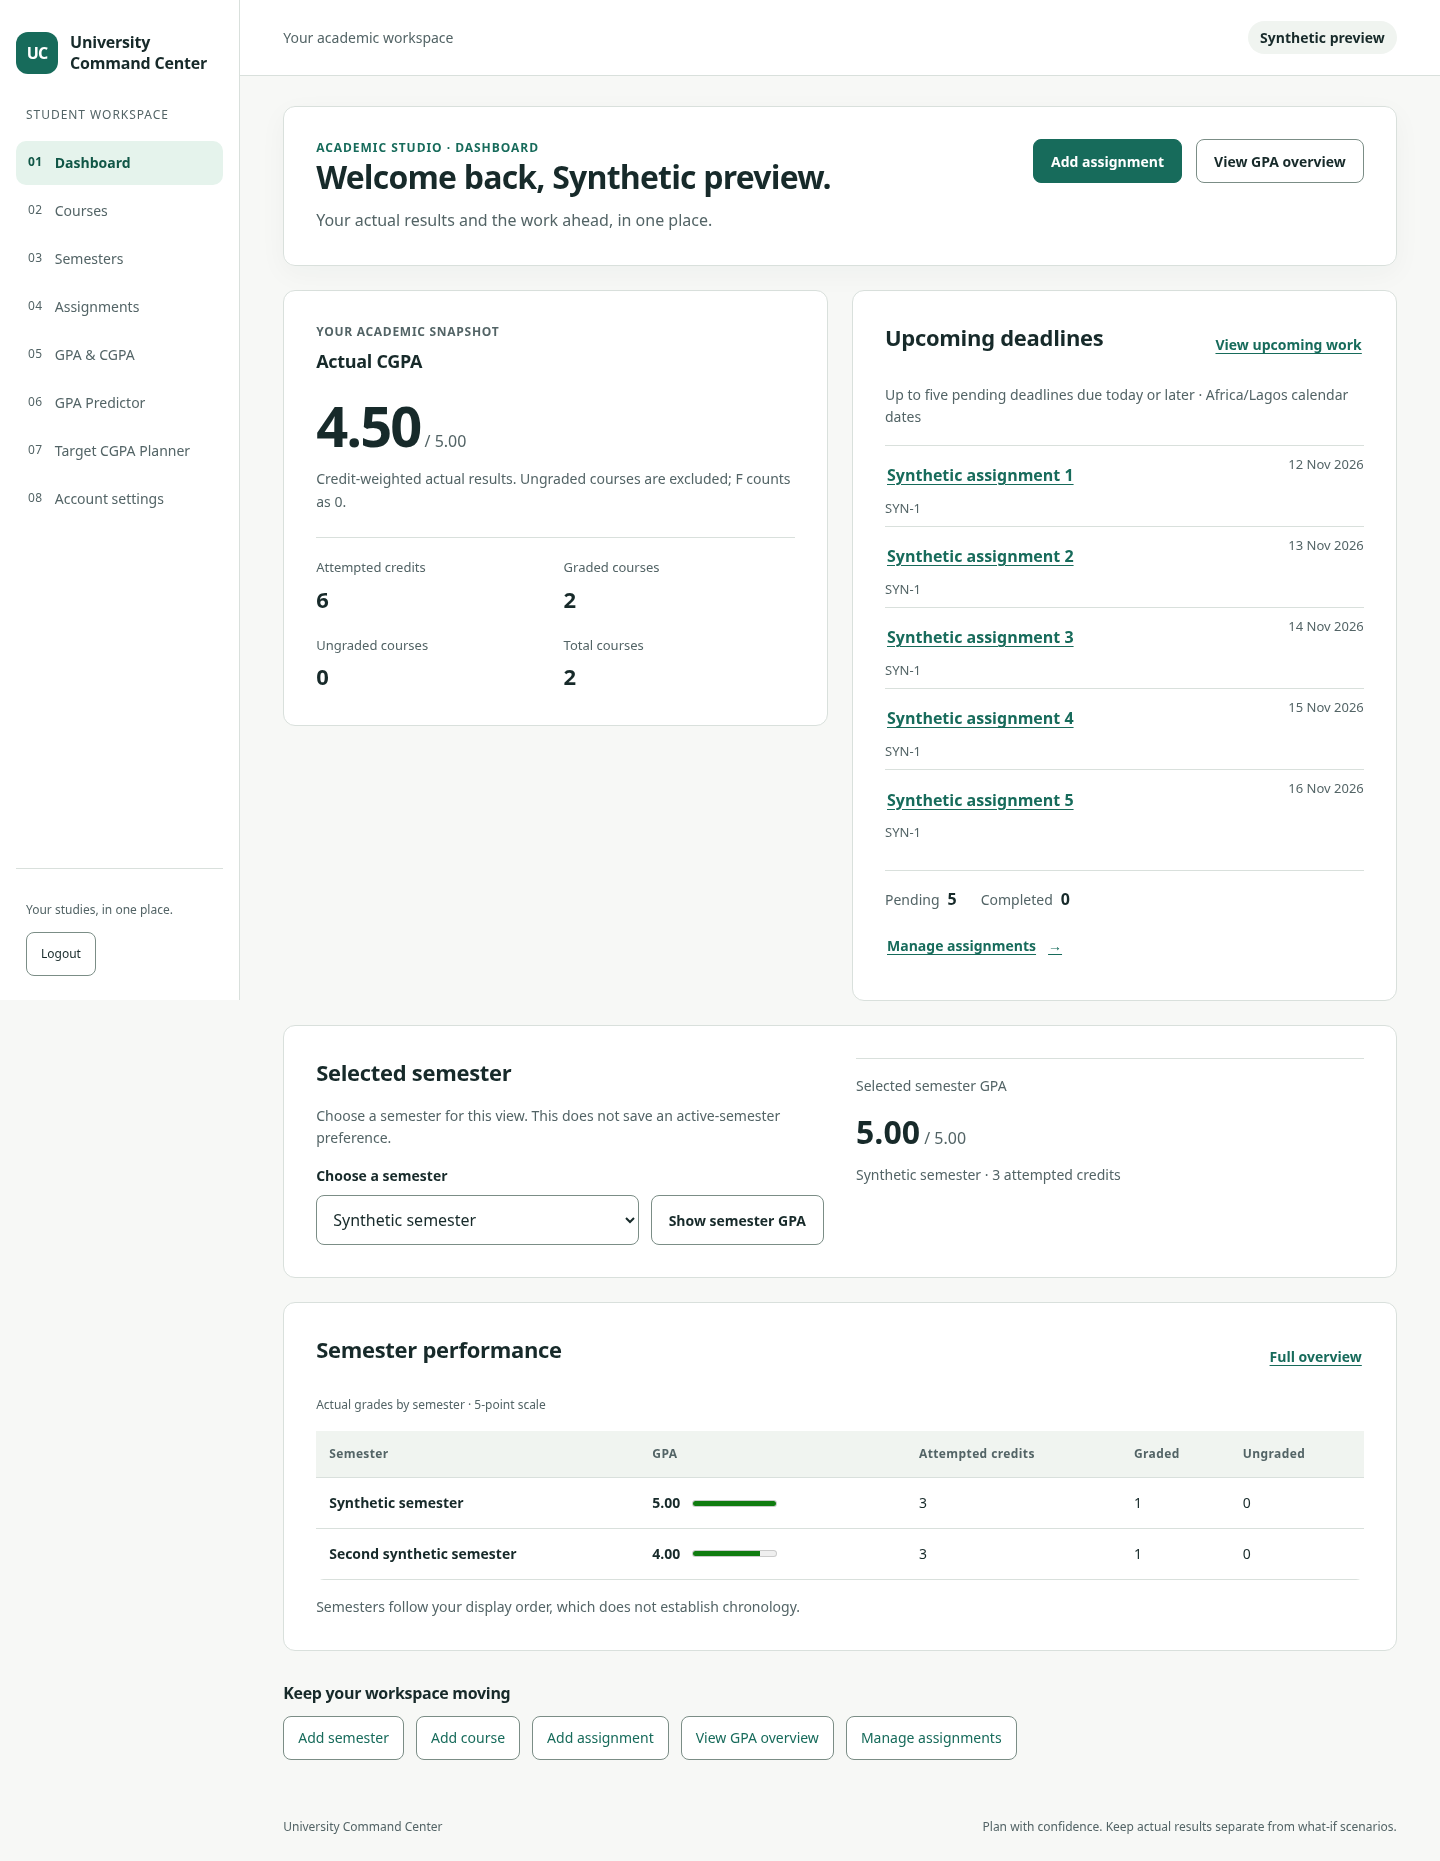 UC
University
Command Center
STUDENT WORKSPACE
01 Dashboard
02 Courses
03 Semesters
04 Assignments
05 GPA & CGPA
06 GPA Predictor
07 Target CGPA Planner
08 Account settings
Your studies, in one place.
Logout
Your academic workspace
Synthetic preview
ACADEMIC STUDIO · DASHBOARD
Welcome back, Synthetic preview.
Your actual results and the work ahead, in one place.
Add assignment
View GPA overview
YOUR ACADEMIC SNAPSHOT
Actual CGPA
4.50 / 5.00
Credit-weighted actual results. Ungraded courses are excluded; F counts
as 0.
Attempted credits
6
Graded courses
2
Ungraded courses
0
Total courses
2
Upcoming deadlines
View upcoming work
Up to five pending deadlines due today or later · Africa/Lagos calendar
dates
Synthetic assignment 1
12 Nov 2026
SYN-1
Synthetic assignment 2
13 Nov 2026
SYN-1
Synthetic assignment 3
14 Nov 2026
SYN-1
Synthetic assignment 4
15 Nov 2026
SYN-1
Synthetic assignment 5
16 Nov 2026
SYN-1
Pending 5 Completed 0
Manage assignments →
Selected semester
Choose a semester for this view. This does not save an active-semester
preference.
Choose a semester
Synthetic semester
Show semester GPA
Selected semester GPA
5.00 / 5.00
Synthetic semester · 3 attempted credits
Semester performance
Full overview
Actual grades by semester · 5-point scale
Semester GPA Attempted credits Graded Ungraded
Synthetic semester 5.00 3 1 0
Second synthetic semester 4.00 3 1 0
Semesters follow your display order, which does not establish chronology.
Keep your workspace moving
Add semester
Add course
Add assignment
View GPA overview
Manage assignments
University Command Center
Plan with confidence. Keep actual results separate from what-if scenarios.